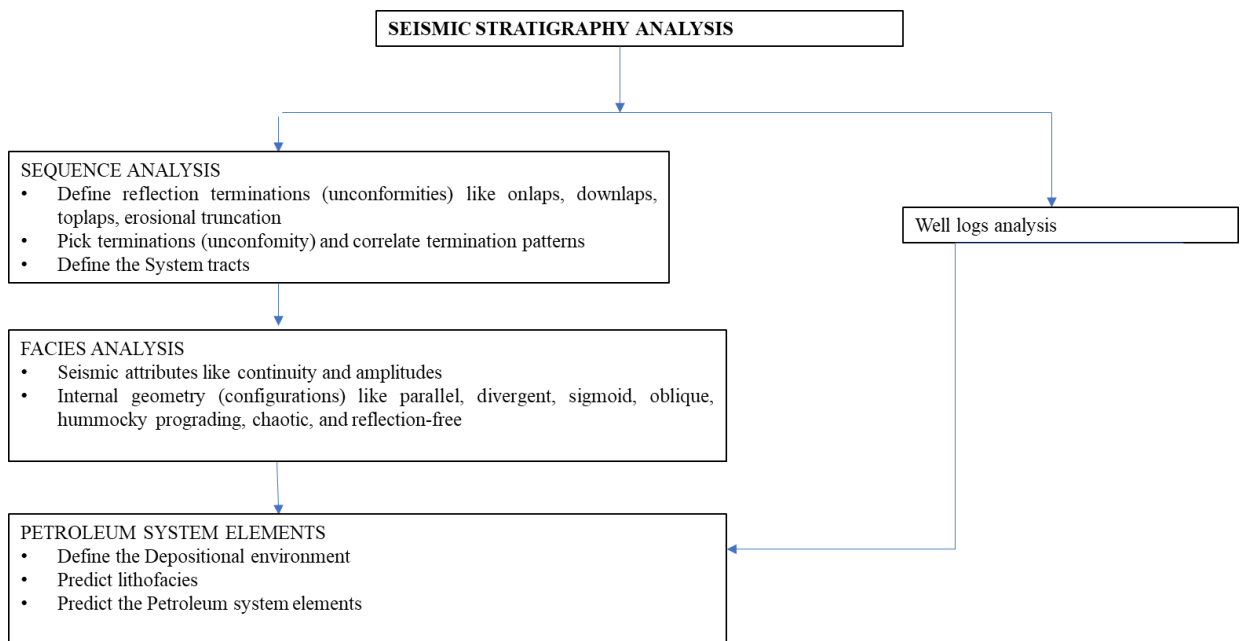 SEISMIC STRATIGRAPHY ANALYSIS
SEQUENCE ANALYSIS
• Define reflection terminations (unconformities) like onlaps, downlaps,
toplaps, erosional truncation
• Pick terminations (unconfomity) and correlate termination patterns
• Define the System tracts
Well logs analysis
FACIES ANALYSIS
• Seismic attributes like continuity and amplitudes
• Internal geometry (configurations) like parallel, divergent, sigmoid, oblique,
hummocky prograding, chaotic, and reflection-free
PETROLEUM SYSTEM ELEMENTS
• Define the Depositional environment
• Predict lithofacies
• Predict the Petroleum system elements